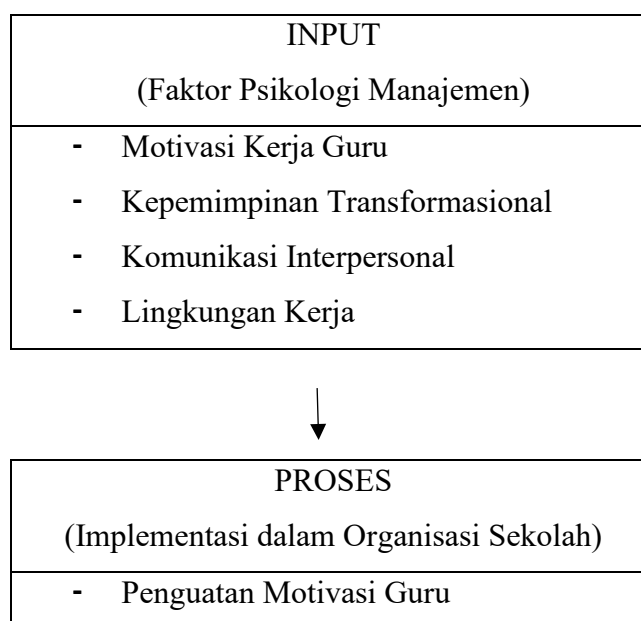 INPUT
(Faktor Psikologi Manajemen)
- Motivasi Kerja Guru
- Kepemimpinan Transformasional
- Komunikasi Interpersonal
- Lingkungan Kerja
PROSES
(Implementasi dalam Organisasi Sekolah)
- Penguatan Motivasi Guru